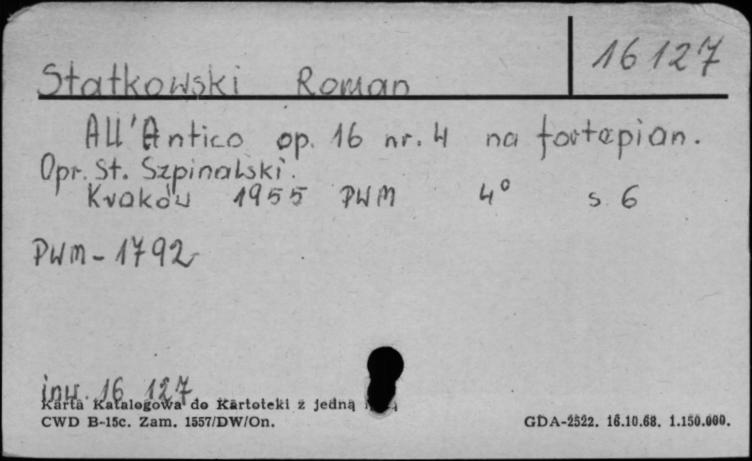 16127
Statkowski Roman
All'Antico op. 16 nr. 4 na fortepian.
Opr. St. Szpinalski.
Kraków 1955 PWM 4° s. 6
PWM-1792
inw. 16 127
Karta Katalogowa do Kartoteki z jedną
CWD B-15c. Zam. 1557/DW/On.
GDA-2522. 16.10.68. 1.150.000.